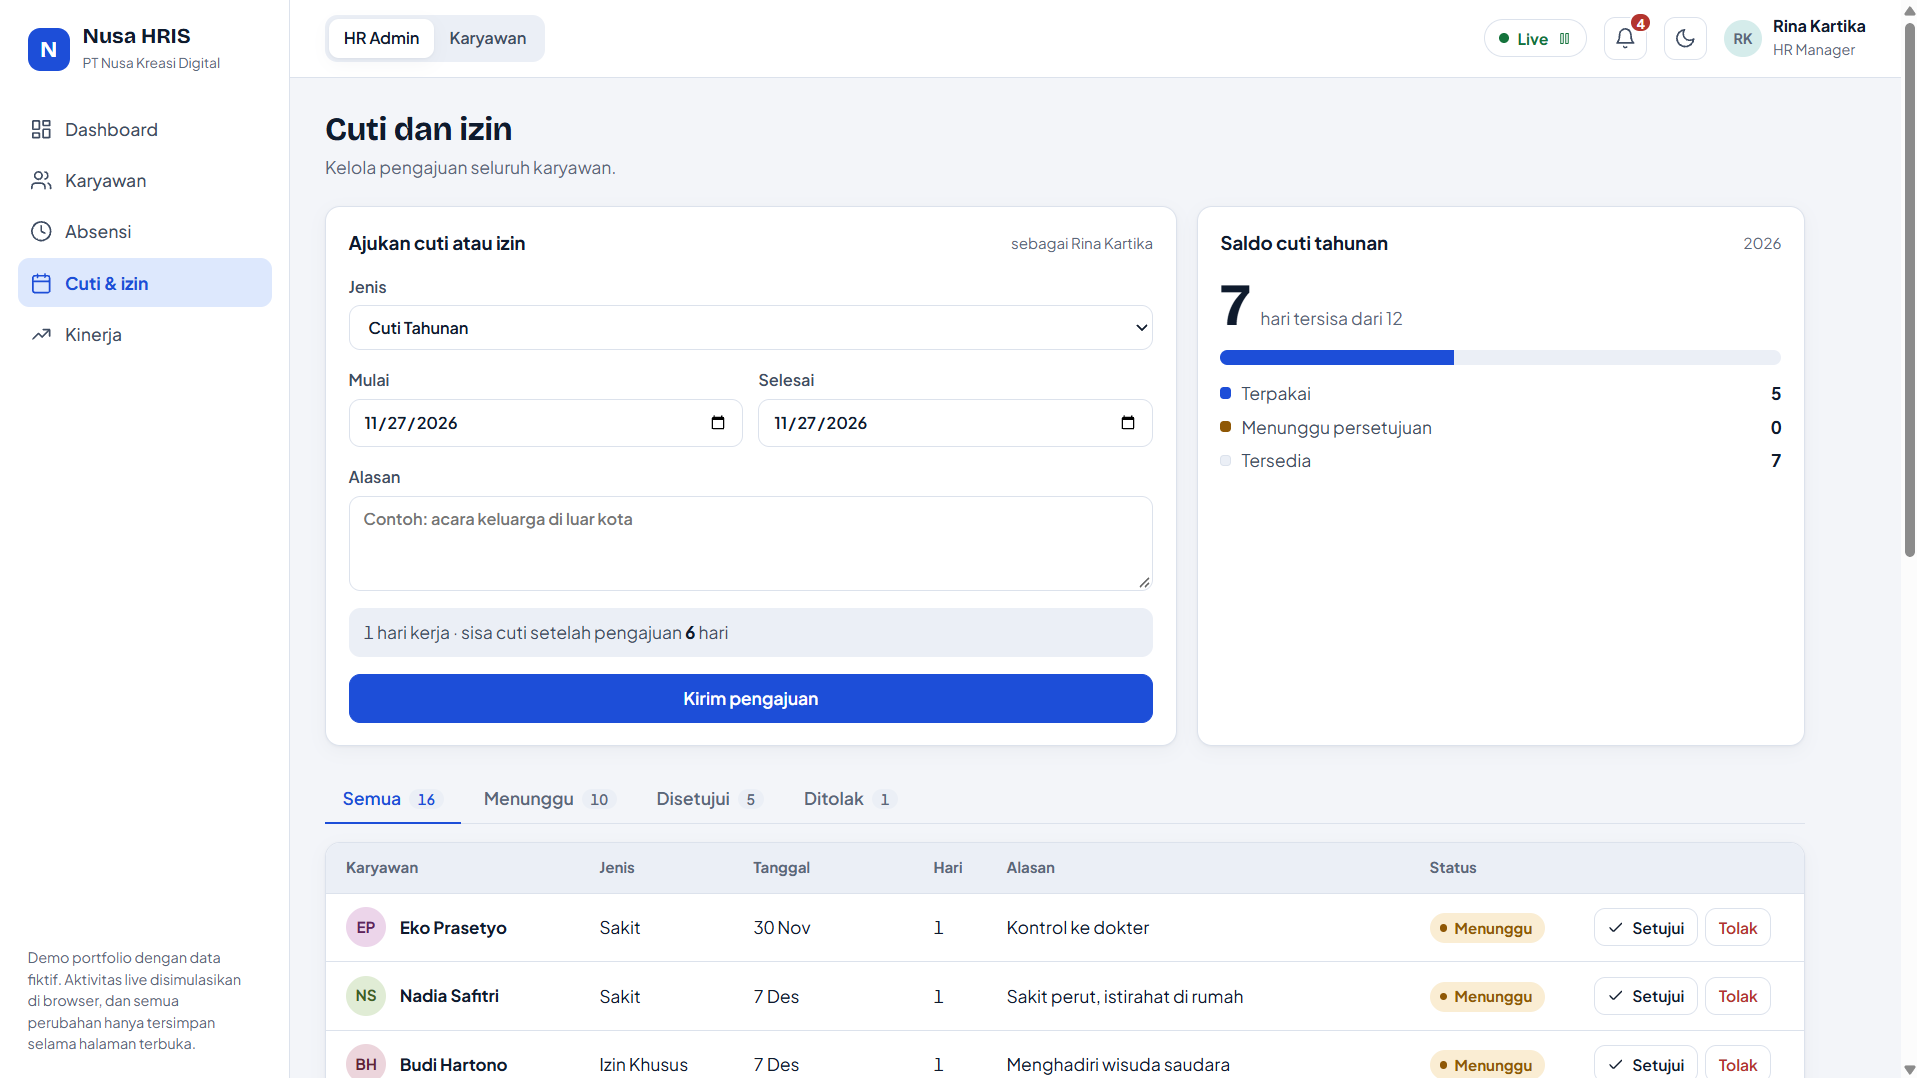 N
Nusa HRIS
PT Nusa Kreasi Digital
Dashboard
Karyawan
Absensi
Cuti & izin
Kinerja
Demo portfolio dengan data
fiktif. Aktivitas live disimulasikan
di browser, dan semua
perubahan hanya tersimpan
selama halaman terbuka.
HR Admin Karyawan
Live
4
RK
Rina Kartika
HR Manager
Cuti dan izin
Kelola pengajuan seluruh karyawan.
Ajukan cuti atau izin sebagai Rina Kartika
Jenis
Cuti Tahunan
Mulai Selesai
11/27/2026 11/27/2026
Alasan
Contoh: acara keluarga di luar kota
1 hari kerja · sisa cuti setelah pengajuan 6 hari
Kirim pengajuan
Saldo cuti tahunan 2026
7 hari tersisa dari 12
Terpakai 5
Menunggu persetujuan 0
Tersedia 7
Semua 16 Menunggu 10 Disetujui 5 Ditolak 1
Karyawan Jenis Tanggal Hari Alasan Status
EP Eko Prasetyo Sakit 30 Nov 1 Kontrol ke dokter Menunggu Setujui Tolak
NS Nadia Safitri Sakit 7 Des 1 Sakit perut, istirahat di rumah Menunggu Setujui Tolak
BH Budi Hartono Izin Khusus 7 Des 1 Menghadiri wisuda saudara Menunggu Setujui Tolak